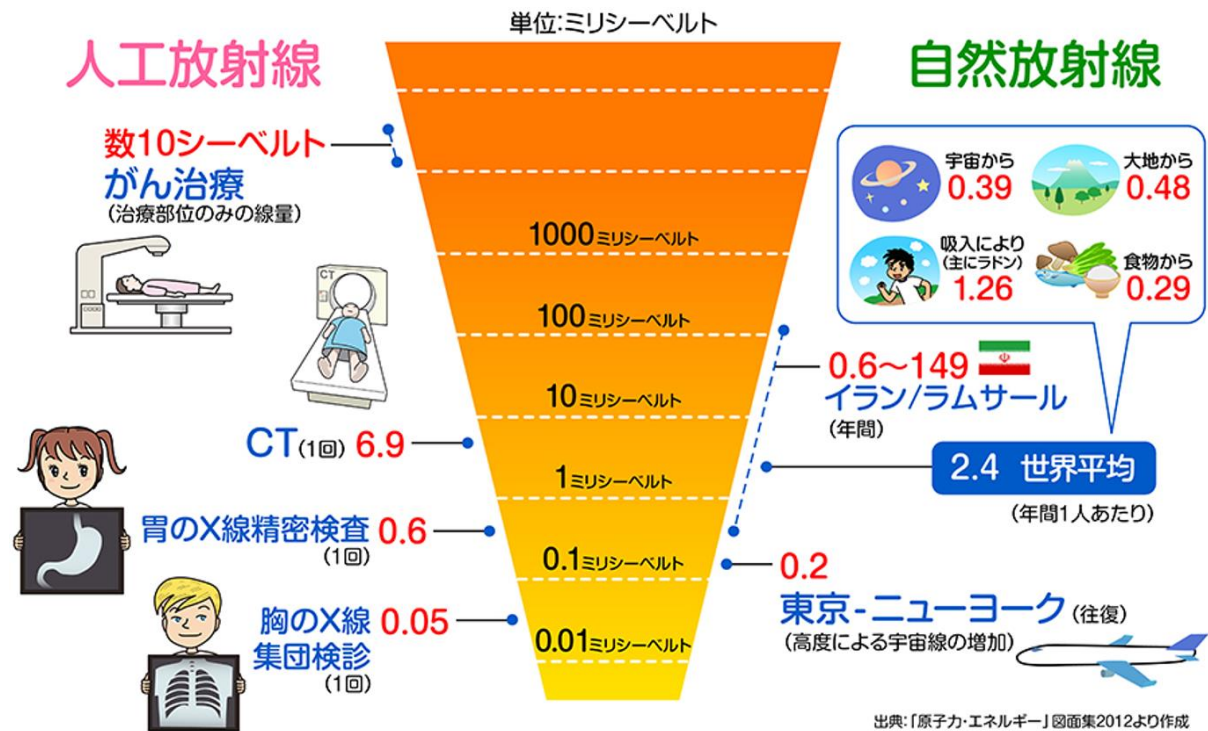 単位:ミリシーベルト
人工放射線
数10シーベルト
がん治療
(治療部位のみの線量)
CT
CT(1回) 6.9
胃のX線精密検査 0.6
(1回)
胸のX線 0.05
集団検診
(1回)
1000ミリシーベルト
100ミリシーベルト
10ミリシーベルト
1ミリシーベルト
0.1ミリシーベルト
0.01ミリシーベルト
自然放射線
宇宙から
0.39
大地から
0.48
吸入により
(主にラドン)
1.26
食物から
0.29
0.6〜149
イラン/ラムサール
(年間)
2.4 世界平均
(年間1人あたり)
0.2
東京-ニューヨーク(往復)
(高度による宇宙線の増加)
出典:「原子力・エネルギー」図面集2012より作成